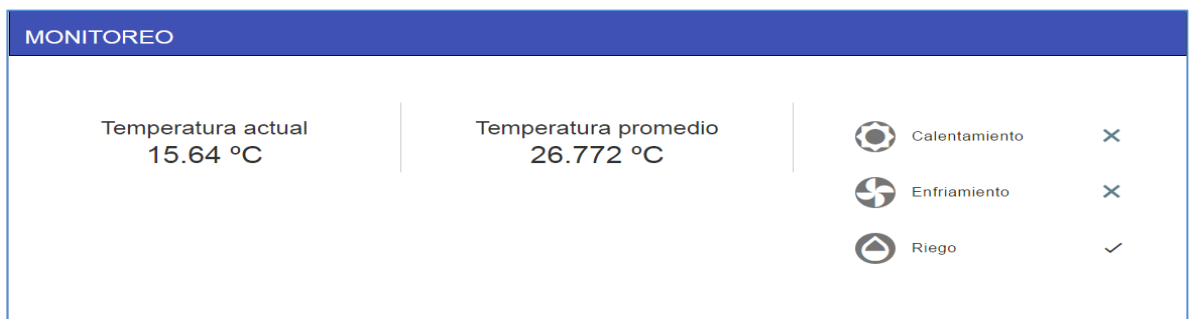 MONITOREO
Temperatura actual
15.64 ºC
Temperatura promedio
26.772 ºC
Calentamiento
Enfriamiento
Riego